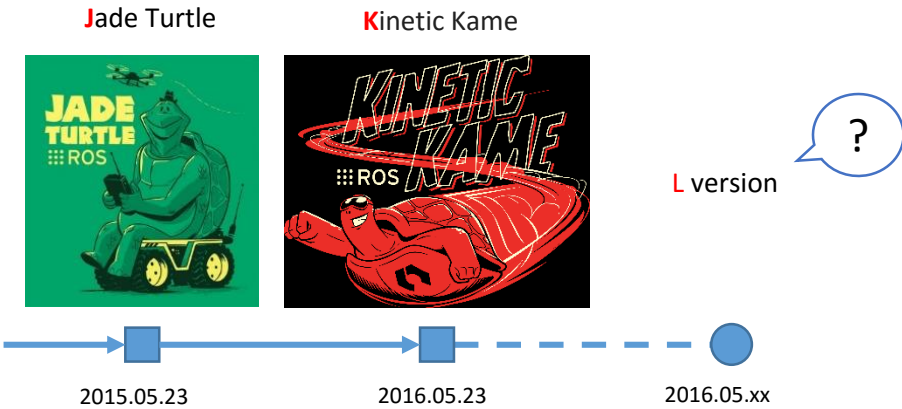 Jade Turtle
Kinetic Kame
JADE
TURTLE
ROS
KINETIC
KAME
ROS
?
L version
2015.05.23
2016.05.23
2016.05.xx